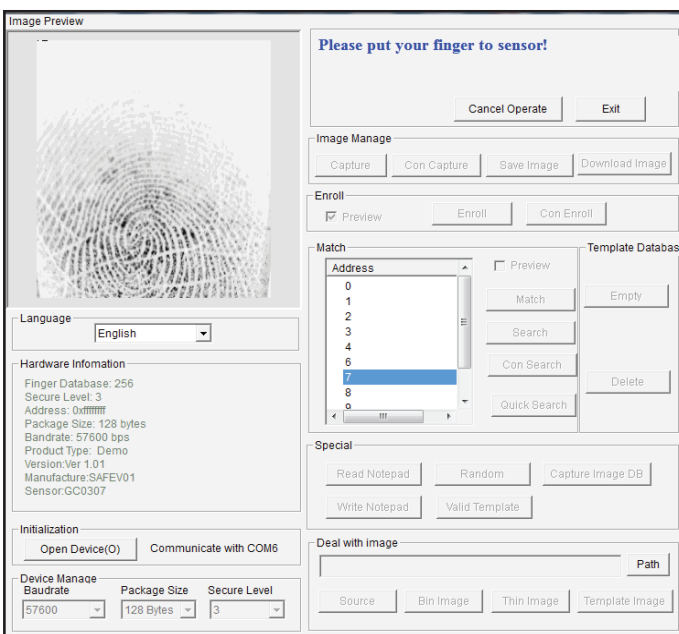 Image Preview
Please put your finger to sensor!
Cancel Operate
Exit
Image Manage
Capture
Con Capture
Save Image
Download Image
Enroll
Preview
Enroll
Con Enroll
Match
Address
0
1
2
3
4
6
7
8
9
Preview
Match
Search
Con Search
Quick Search
Template Databas
Empty
Delete
Language
English
Hardware Infomation
Finger Database: 256
Secure Level: 3
Address: 0xffffffff
Package Size: 128 bytes
Bandrate: 57600 bps
Product Type: Demo
Version:Ver 1.01
Manufacture:SAFEV01
Sensor:GC0307
Special
Read Notepad
Random
Capture Image DB
Write Notepad
Valid Template
Initialization
Open Device(O)
Communicate with COM6
Device Manage
Baudrate
Package Size
Secure Level
57600
128 Bytes
3
Deal with image
Path
Source
Bin Image
Thin Image
Template Image